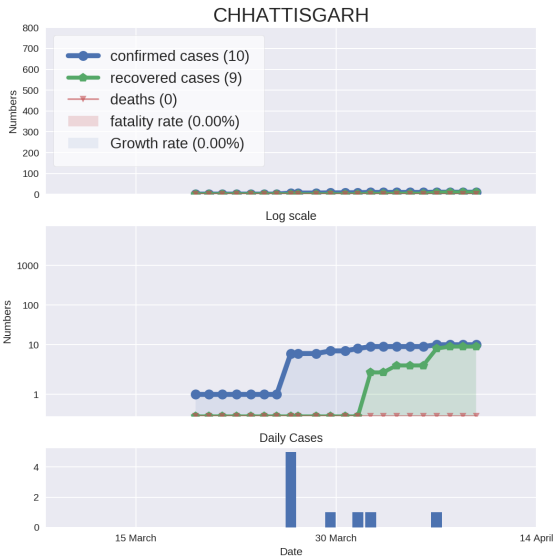 CHHATTISGARH
800
700
600
500
400
300
200
100
0
Numbers
confirmed cases (10)
recovered cases (9)
deaths (0)
fatality rate (0.00%)
Growth rate (0.00%)
Log scale
1000
100
10
1
Numbers
Daily Cases
4
2
0
15 March
30 March
14 April
Date